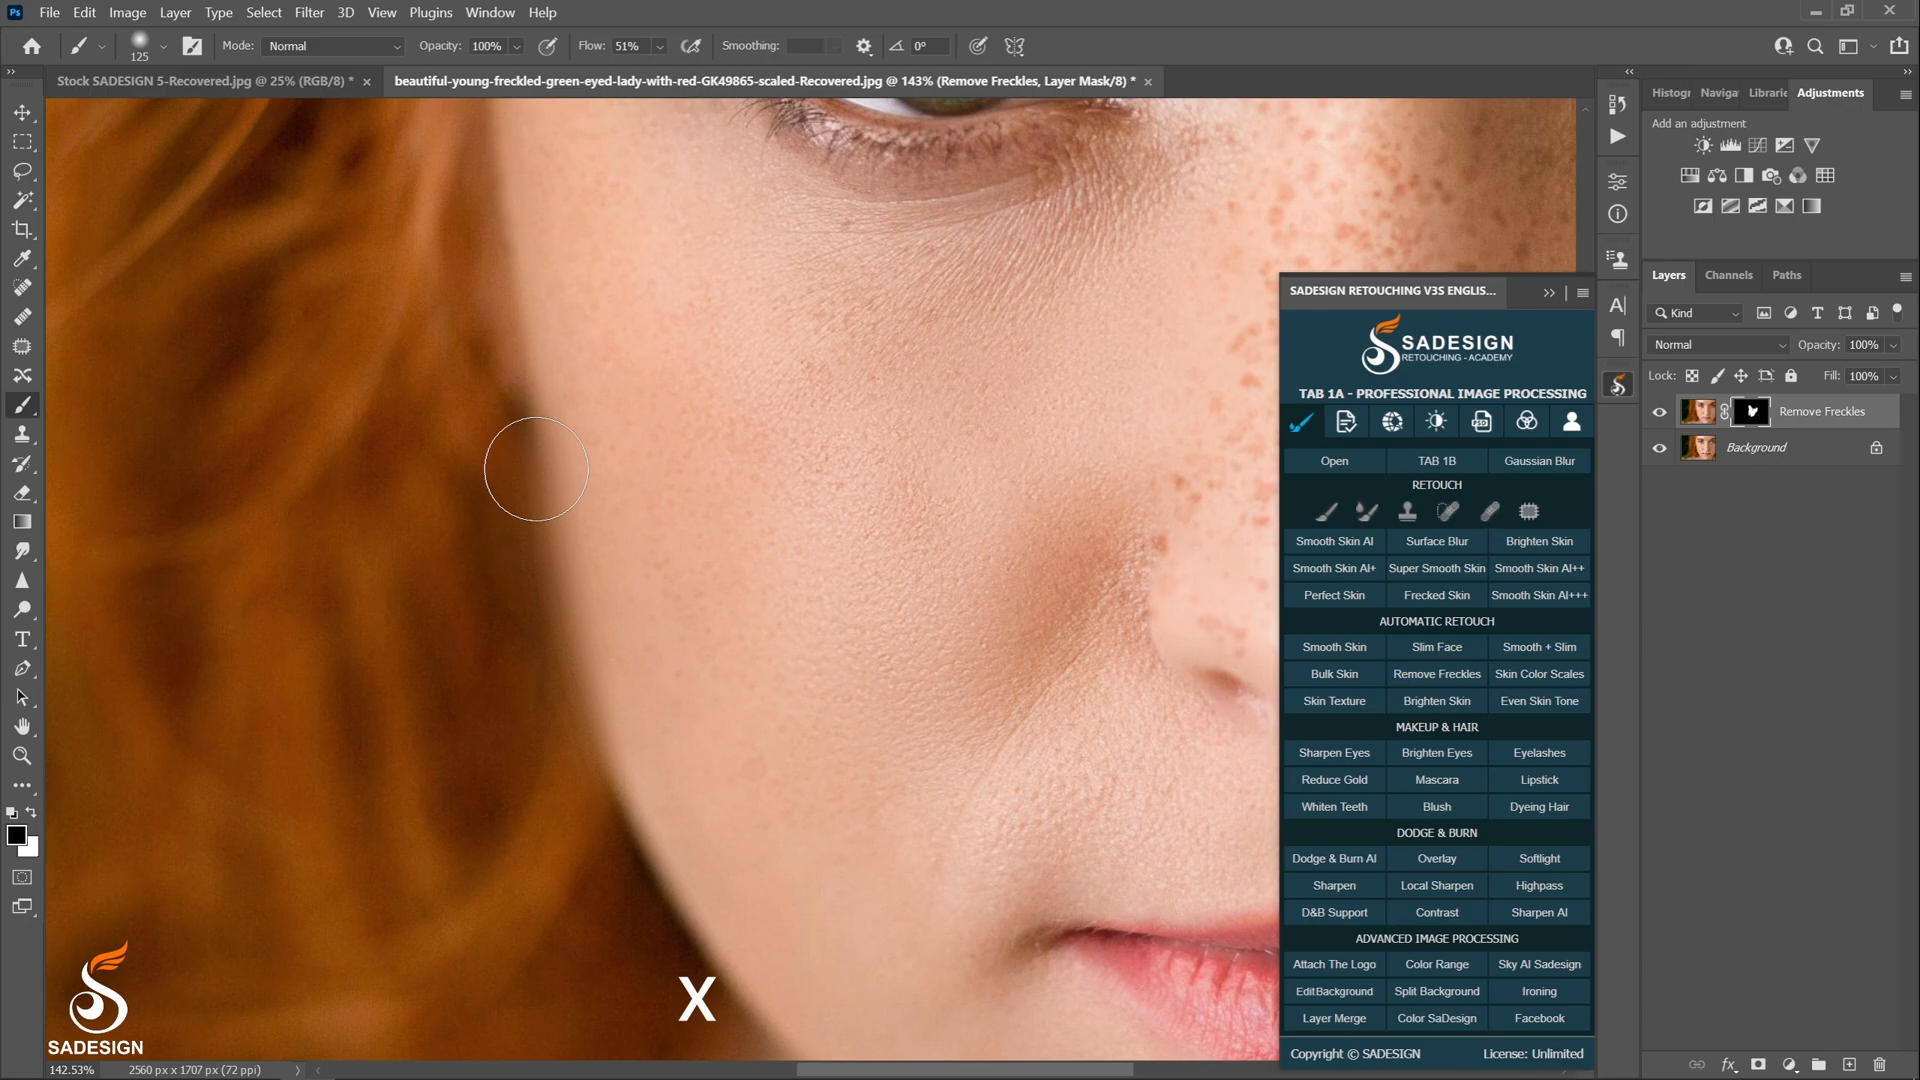 Ps File Edit Image Layer Type Select Filter 3D View Plugins Window Help
125 Mode: Normal Opacity: 100% Flow: 51% Smoothing: 0°
Stock SADESIGN 5-Recovered.jpg @ 25% (RGB/8) * × beautiful-young-freckled-green-eyed-lady-with-red-GK49865-scaled-Recovered.jpg @ 143% (Remove Freckles, Layer Mask/8) * ×
Histogr Naviga Librarie Adjustments
Add an adjustment
Layers Channels Paths
Kind
Normal Opacity: 100%
Lock: Fill: 100%
Remove Freckles
Background
SADESIGN RETOUCHING V3S ENGLIS...
SADESIGN
RETOUCHING - ACADEMY
TAB 1A - PROFESSIONAL IMAGE PROCESSING
Open TAB 1B Gaussian Blur
RETOUCH
Smooth Skin AI Surface Blur Brighten Skin
Smooth Skin AI+ Super Smooth Skin Smooth Skin AI++
Perfect Skin Frecked Skin Smooth Skin AI+++
AUTOMATIC RETOUCH
Smooth Skin Slim Face Smooth + Slim
Bulk Skin Remove Freckles Skin Color Scales
Skin Texture Brighten Skin Even Skin Tone
MAKEUP & HAIR
Sharpen Eyes Brighten Eyes Eyelashes
Reduce Gold Mascara Lipstick
Whiten Teeth Blush Dyeing Hair
DODGE & BURN
Dodge & Burn AI Overlay Softlight
Sharpen Local Sharpen Highpass
D&B Support Contrast Sharpen AI
ADVANCED IMAGE PROCESSING
Attach The Logo Color Range Sky AI Sadesign
EditBackground Split Background Ironing
Layer Merge Color SaDesign Facebook
Copyright © SADESIGN License: Unlimited
X
SADESIGN
142.53% 2560 px x 1707 px (72 ppi)